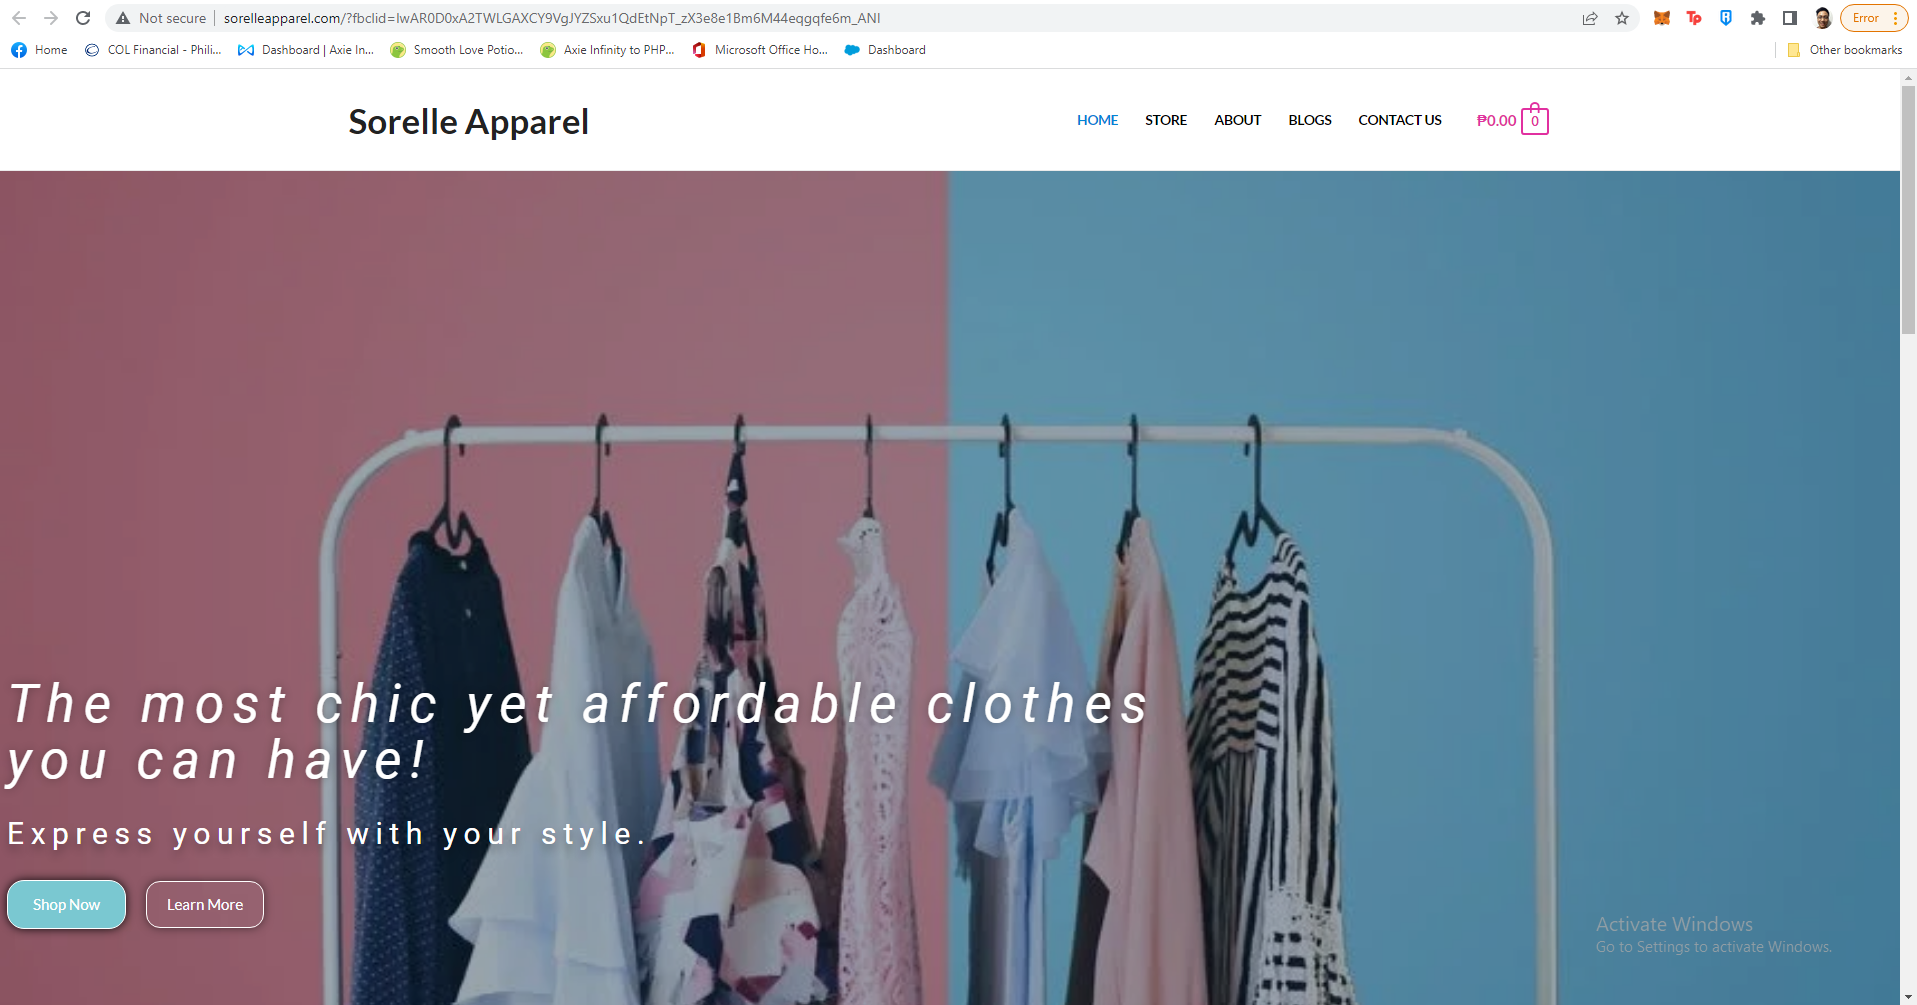 Not secure
sorelleapparel.com/?fbclid=IwAR0D0xA2TWLGAXCY9VgJYZSxu1QdEtNpT_zX3e8e1Bm6M44eqgqfe6m_ANI
Error
Home
COL Financial - Phili...
Dashboard | Axie In...
Smooth Love Potio...
Axie Infinity to PHP...
Microsoft Office Ho...
Dashboard
Other bookmarks
Sorelle Apparel
HOME
STORE
ABOUT
BLOGS
CONTACT US
₱0.00
0
The most chic yet affordable clothes
you can have!
Express yourself with your style.
Shop Now
Learn More
Activate Windows
Go to Settings to activate Windows.